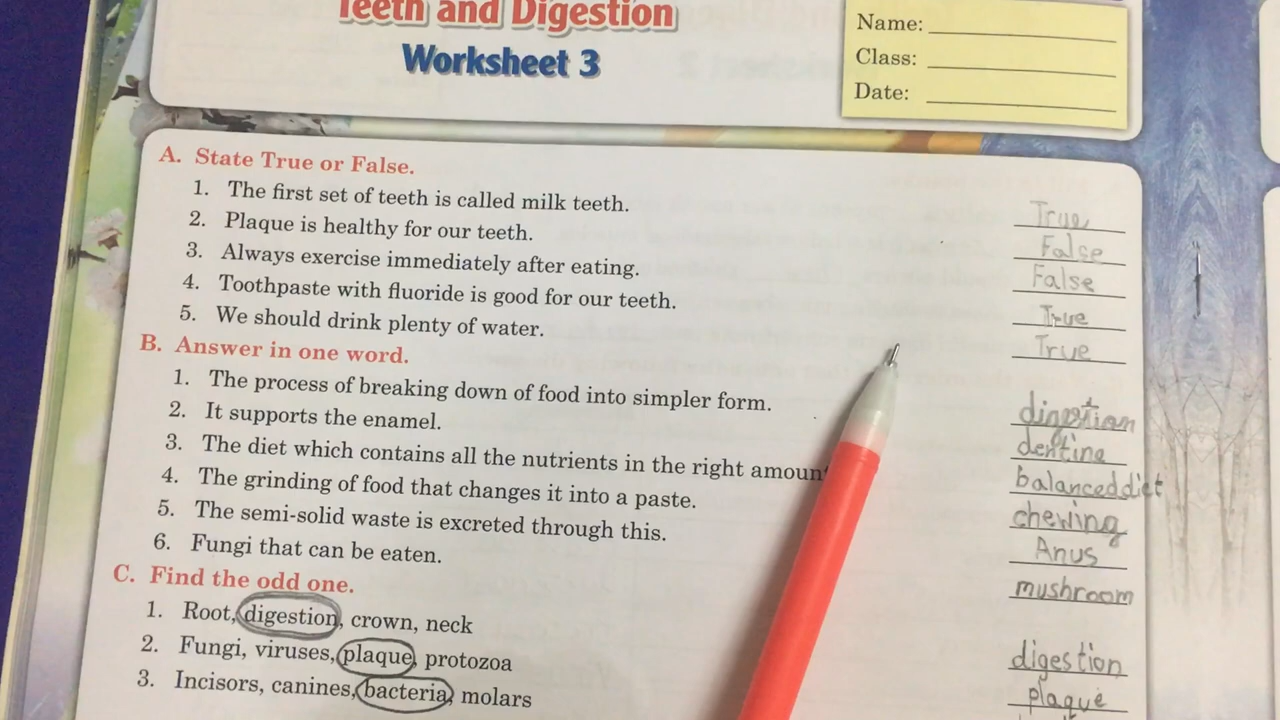 Teeth and Digestion
Worksheet 3
Name:
Class:
Date:
A. State True or False.
1. The first set of teeth is called milk teeth. True
2. Plaque is healthy for our teeth. False
3. Always exercise immediately after eating. False
4. Toothpaste with fluoride is good for our teeth. True
5. We should drink plenty of water. True
B. Answer in one word.
1. The process of breaking down of food into simpler form. digestion
2. It supports the enamel. dentine
3. The diet which contains all the nutrients in the right amount balanced diet
4. The grinding of food that changes it into a paste. chewing
5. The semi-solid waste is excreted through this. Anus
6. Fungi that can be eaten. mushroom
C. Find the odd one.
1. Root, digestion, crown, neck digestion
2. Fungi, viruses, plaque, protozoa plaque
3. Incisors, canines, bacteria, molars